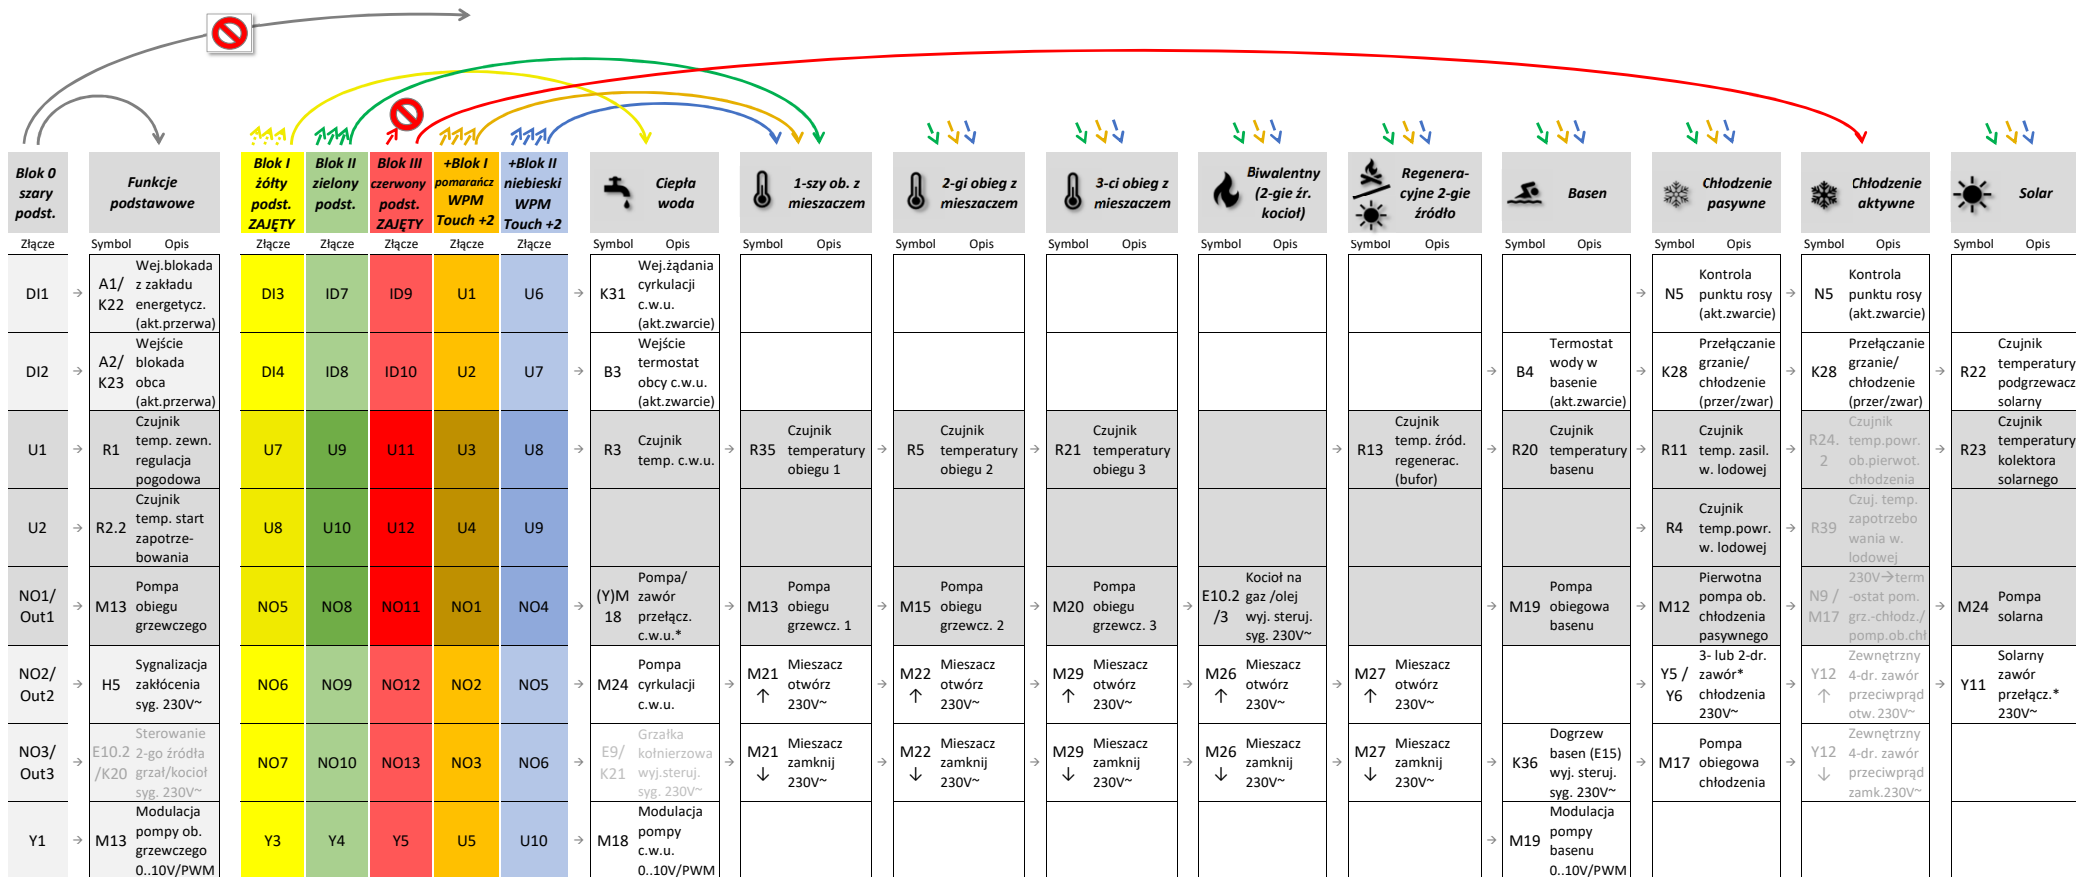 Blok 0
szary
podst.
Funkcje
podstawowe
Blok I
żółty
podst.
ZAJĘTY
Blok II
zielony
podst.
Blok III
czerwony
podst.
ZAJĘTY
+Blok I
pomarańcz
WPM
Touch +2
+Blok II
niebieski
WPM
Touch +2
Ciepła
woda
1-szy ob. z
mieszaczem
2-gi obieg z
mieszaczem
3-ci obieg z
mieszaczem
Biwalentny
(2-gie źr.
kocioł)
Regenera-
cyjne 2-gie
źródło
Basen
Chłodzenie
pasywne
Chłodzenie
aktywne
Solar
Złącze
Symbol Opis
Złącze
Złącze
Złącze
Złącze
Złącze
Symbol Opis
Symbol Opis
Symbol Opis
Symbol Opis
Symbol Opis
Symbol Opis
Symbol Opis
Symbol Opis
Symbol Opis
Symbol Opis
DI1
→
A1/
K22
Wej.blokada
z zakładu
energetycz.
(akt.przerwa)
DI3
ID7
ID9
U1
U6
→
K31
Wej.żądania
cyrkulacji
c.w.u.
(akt.zwarcie)
→
N5
Kontrola
punktu rosy
(akt.zwarcie)
→
N5
Kontrola
punktu rosy
(akt.zwarcie)
DI2
→
A2/
K23
Wejście
blokada
obca
(akt.przerwa)
DI4
ID8
ID10
U2
U7
→
B3
Wejście
termostat
obcy c.w.u.
(akt.zwarcie)
→
B4
Termostat
wody w
basenie
(akt.zwarcie)
→
K28
Przełączanie
grzanie/
chłodzenie
(przer/zwar)
→
K28
Przełączanie
grzanie/
chłodzenie
(przer/zwar)
→
R22
Czujnik
temperatury
podgrzewacz
solarny
U1
→
R1
Czujnik
temp. zewn.
regulacja
pogodowa
U7
U9
U11
U3
U8
→
R3
Czujnik
temp. c.w.u.
→
R35
Czujnik
temperatury
obiegu 1
→
R5
Czujnik
temperatury
obiegu 2
→
R21
Czujnik
temperatury
obiegu 3
→
R13
Czujnik
temp. źród.
regenerac.
(bufor)
→
R20
Czujnik
temperatury
basenu
→
R11
Czujnik
temp. zasil.
w. lodowej
→
R24.
2
Czujnik
temp.powr.
ob.pierwot.
chłodzenia
→
R23
Czujnik
temperatury
kolektora
solarnego
U2
→
R2.2
Czujnik
temp. start
zapotrze-
bowania
U8
U10
U12
U4
U9
→
R4
Czujnik
temp.powr.
w. lodowej
→
R39
Czuj. temp.
zapotrzebo
wania w.
lodowej
NO1/
Out1
→
M13
Pompa
obiegu
grzewczego
NO5
NO8
NO11
NO1
NO4
→
(Y)M
18
Pompa/
zawór
przełącz.
c.w.u.*
→
M13
Pompa
obiegu
grzewcz. 1
→
M15
Pompa
obiegu
grzewcz. 2
→
M20
Pompa
obiegu
grzewcz. 3
→
E10.2
/3
Kocioł na
gaz /olej
wyj. steruj.
syg. 230V~
→
M19
Pompa
obiegowa
basenu
→
M12
Pierwotna
pompa ob.
chłodzenia
pasywnego
→
N9 /
M17
230V→term
-ostat pom.
grz.-chłodz./
pomp.ob.chł
→
M24
Pompa
solarna
NO2/
Out2
→
H5
Sygnalizacja
zakłócenia
syg. 230V~
NO6
NO9
NO12
NO2
NO5
→
M24
Pompa
cyrkulacji
c.w.u.
→
M21
↑
Mieszacz
otwórz
230V~
→
M22
↑
Mieszacz
otwórz
230V~
→
M29
↑
Mieszacz
otwórz
230V~
→
M26
↑
Mieszacz
otwórz
230V~
→
M27
↑
Mieszacz
otwórz
230V~
→
Y5 /
Y6
3- lub 2-dr.
zawór*
chłodzenia
230V~
→
Y12
↑
Zewnętrzny
4-dr. zawór
przeciwprąd
otw. 230V~
→
Y11
Solarny
zawór
przełącz.*
230V~
NO3/
Out3
→
E10.2
/K20
Sterowanie
2-go źródła
grzał/kocioł
syg. 230V~
NO7
NO10
NO13
NO3
NO6
→
E9/
K21
Grzałka
kołnierzowa
wyj.steruj.
syg. 230V~
→
M21
↓
Mieszacz
zamknij
230V~
→
M22
↓
Mieszacz
zamknij
230V~
→
M29
↓
Mieszacz
zamknij
230V~
→
M26
↓
Mieszacz
zamknij
230V~
→
M27
↓
Mieszacz
zamknij
230V~
→
K36
Dogrzew
basen (E15)
wyj. steruj.
syg. 230V~
→
M17
Pompa
obiegowa
chłodzenia
→
Y12
↓
Zewnętrzny
4-dr. zawór
przeciwprąd
zamk.230V~
Y1
→
M13
Modulacja
pompy ob.
grzewczego
0..10V/PWM
Y3
Y4
Y5
U5
U10
→
M18
Modulacja
pompy
c.w.u.
0..10V/PWM
→
M19
Modulacja
pompy
basenu
0..10V/PWM